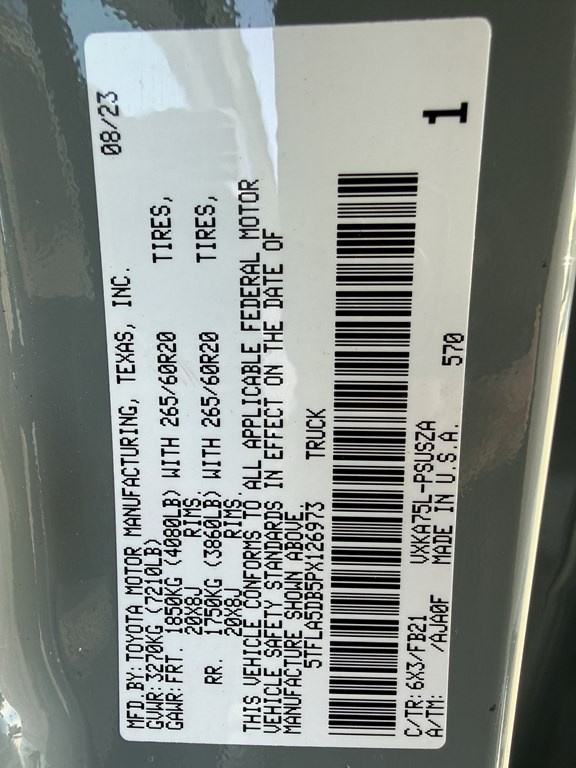 MFD BY: TOYOTA MOTOR MANUFACTURING, TEXAS, INC. 08/23
GVWR: 3270KG (7210LB)
GAWR: FRT. 1850KG (4080LB) WITH 265/60R20 TIRES,
20X8J RIMS.
RR. 1750KG (3860LB) WITH 265/60R20 TIRES,
20X8J RIMS.
THIS VEHICLE CONFORMS TO ALL APPLICABLE FEDERAL MOTOR
VEHICLE SAFETY STANDARDS IN EFFECT ON THE DATE OF
MANUFACTURE SHOWN ABOVE.
5TFLA5DB5PX126973 TRUCK
C/TR: 6X3/FB21 VXKA75L-PSVSZA
A/TM: /AJA0F MADE IN U.S.A. 570
1